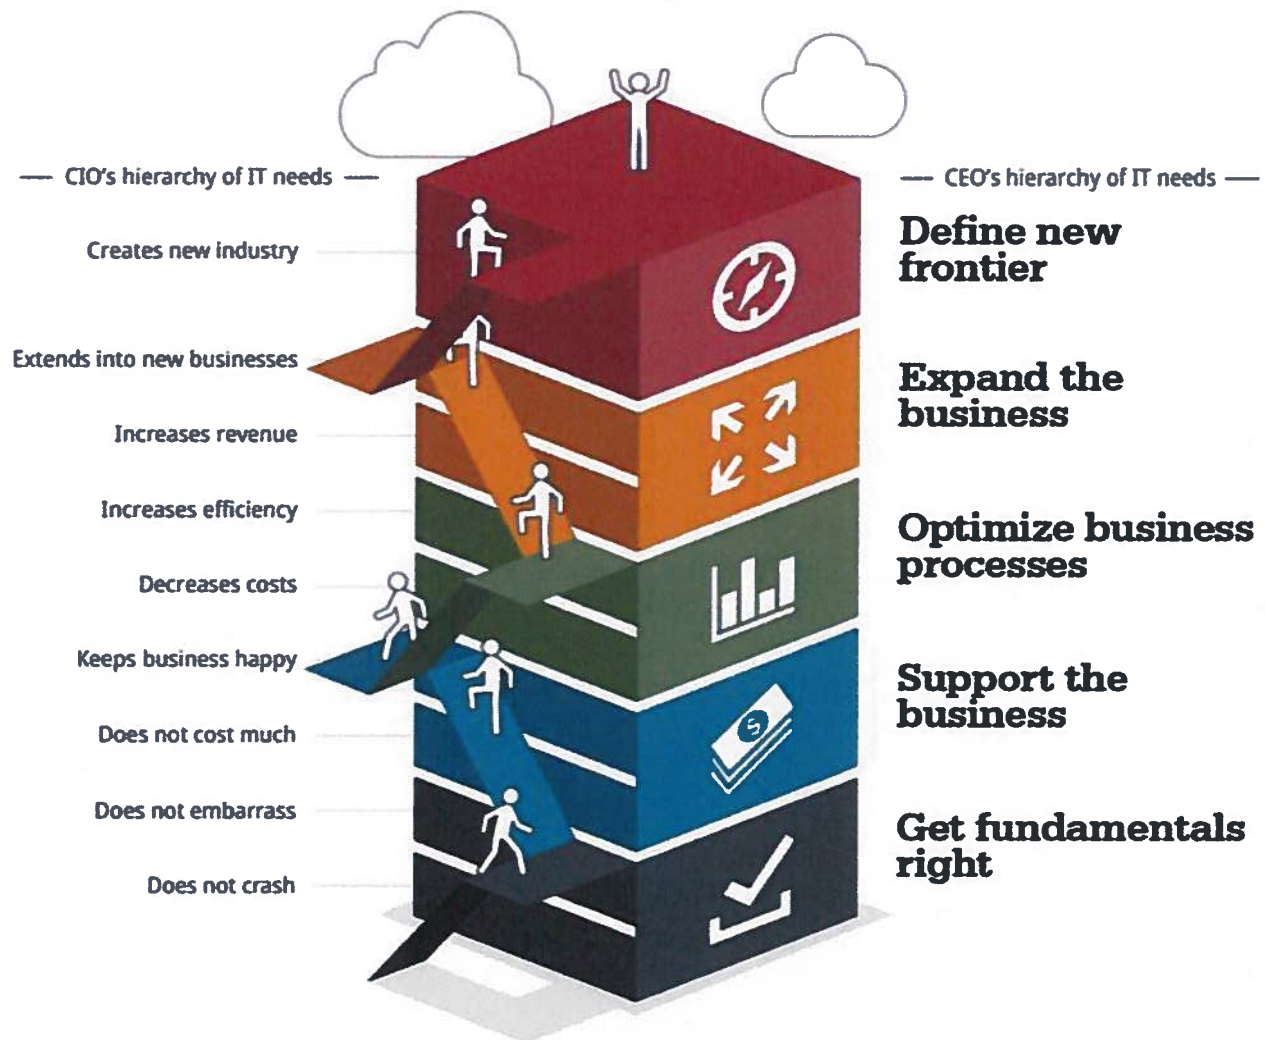 CIO's hierarchy of IT needs
Creates new industry
Extends into new businesses
Increases revenue
Increases efficiency
Decreases costs
Keeps business happy
Does not cost much
Does not embarrass
Does not crash
CEO's hierarchy of IT needs
Define new
frontier
Expand the
business
Optimize business
processes
Support the
business
$
Get fundamentals
right